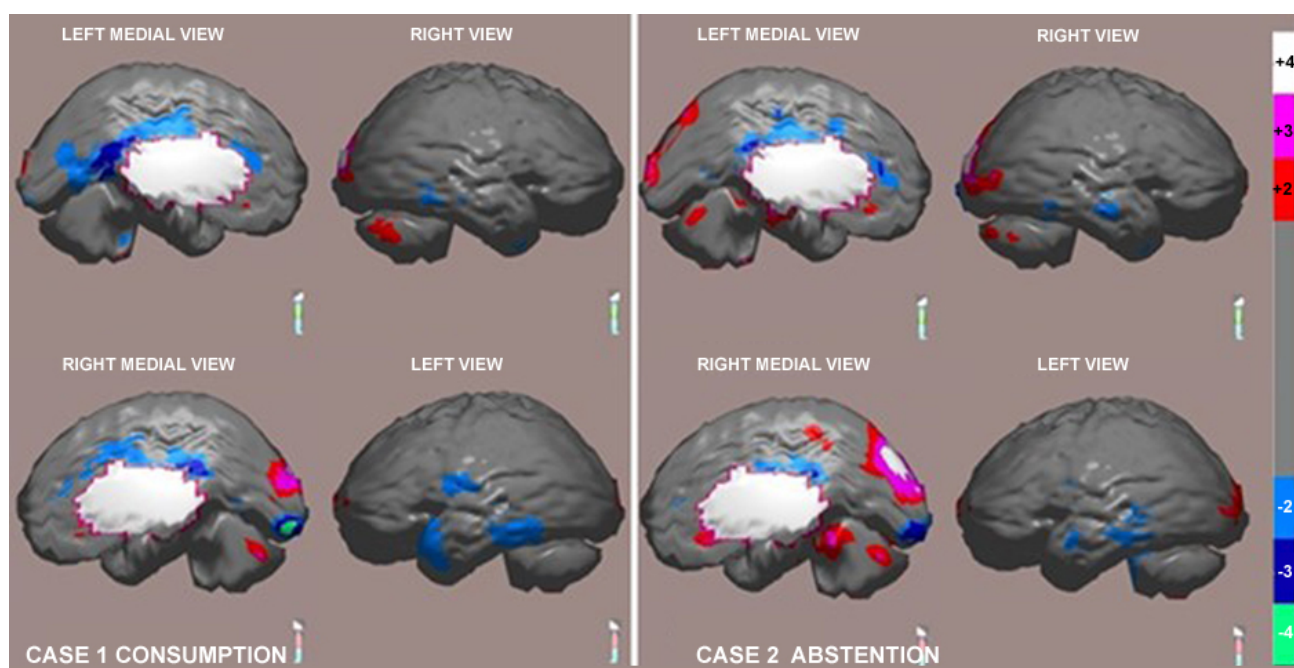 LEFT MEDIAL VIEW
RIGHT VIEW
LEFT MEDIAL VIEW
RIGHT VIEW
RIGHT MEDIAL VIEW
LEFT VIEW
RIGHT MEDIAL VIEW
LEFT VIEW
CASE 1 CONSUMPTION
CASE 2 ABSTENTION
+4
+3
+2
-2
-3
-4